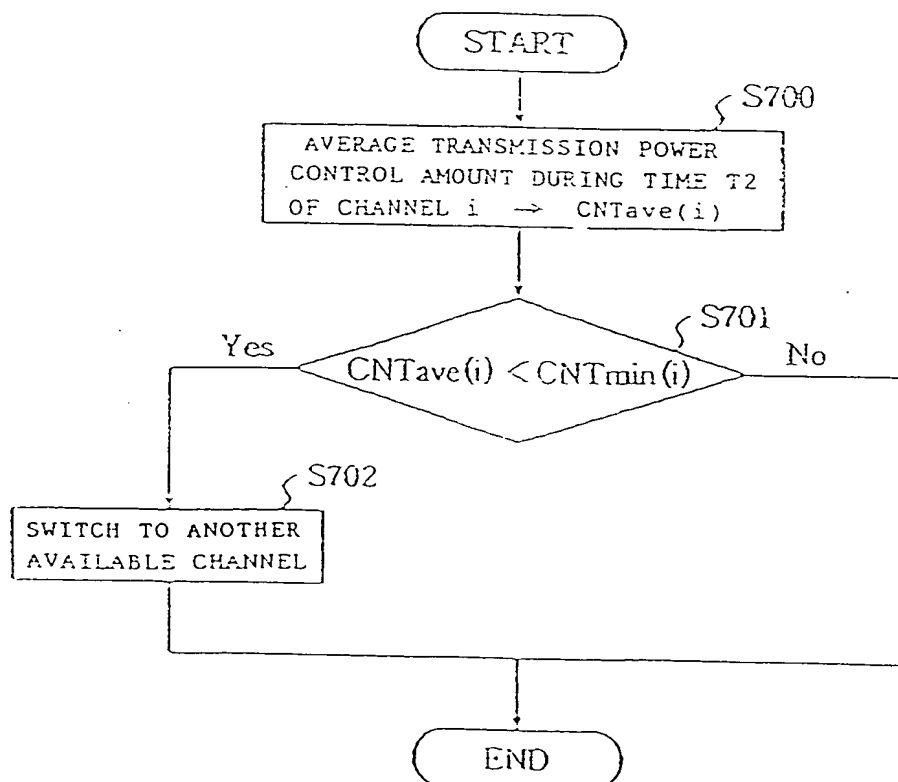 START
S700
AVERAGE TRANSMISSION POWER
CONTROL AMOUNT DURING TIME T2
OF CHANNEL i → CNTave(i)
S701
Yes
CNTave(i) < CNTmin(i)
No
S702
SWITCH TO ANOTHER
AVAILABLE CHANNEL
END